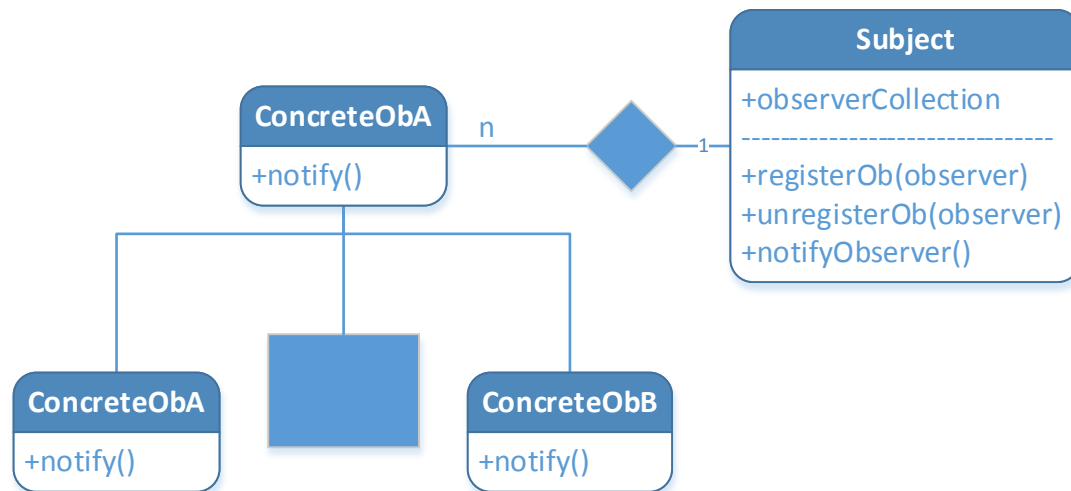 Subject
+observerCollection
--------------------------------
+registerOb(observer)
+unregisterOb(observer)
+notifyObserver()
ConcreteObA
+notify()
n
1
ConcreteObA
+notify()
ConcreteObB
+notify()